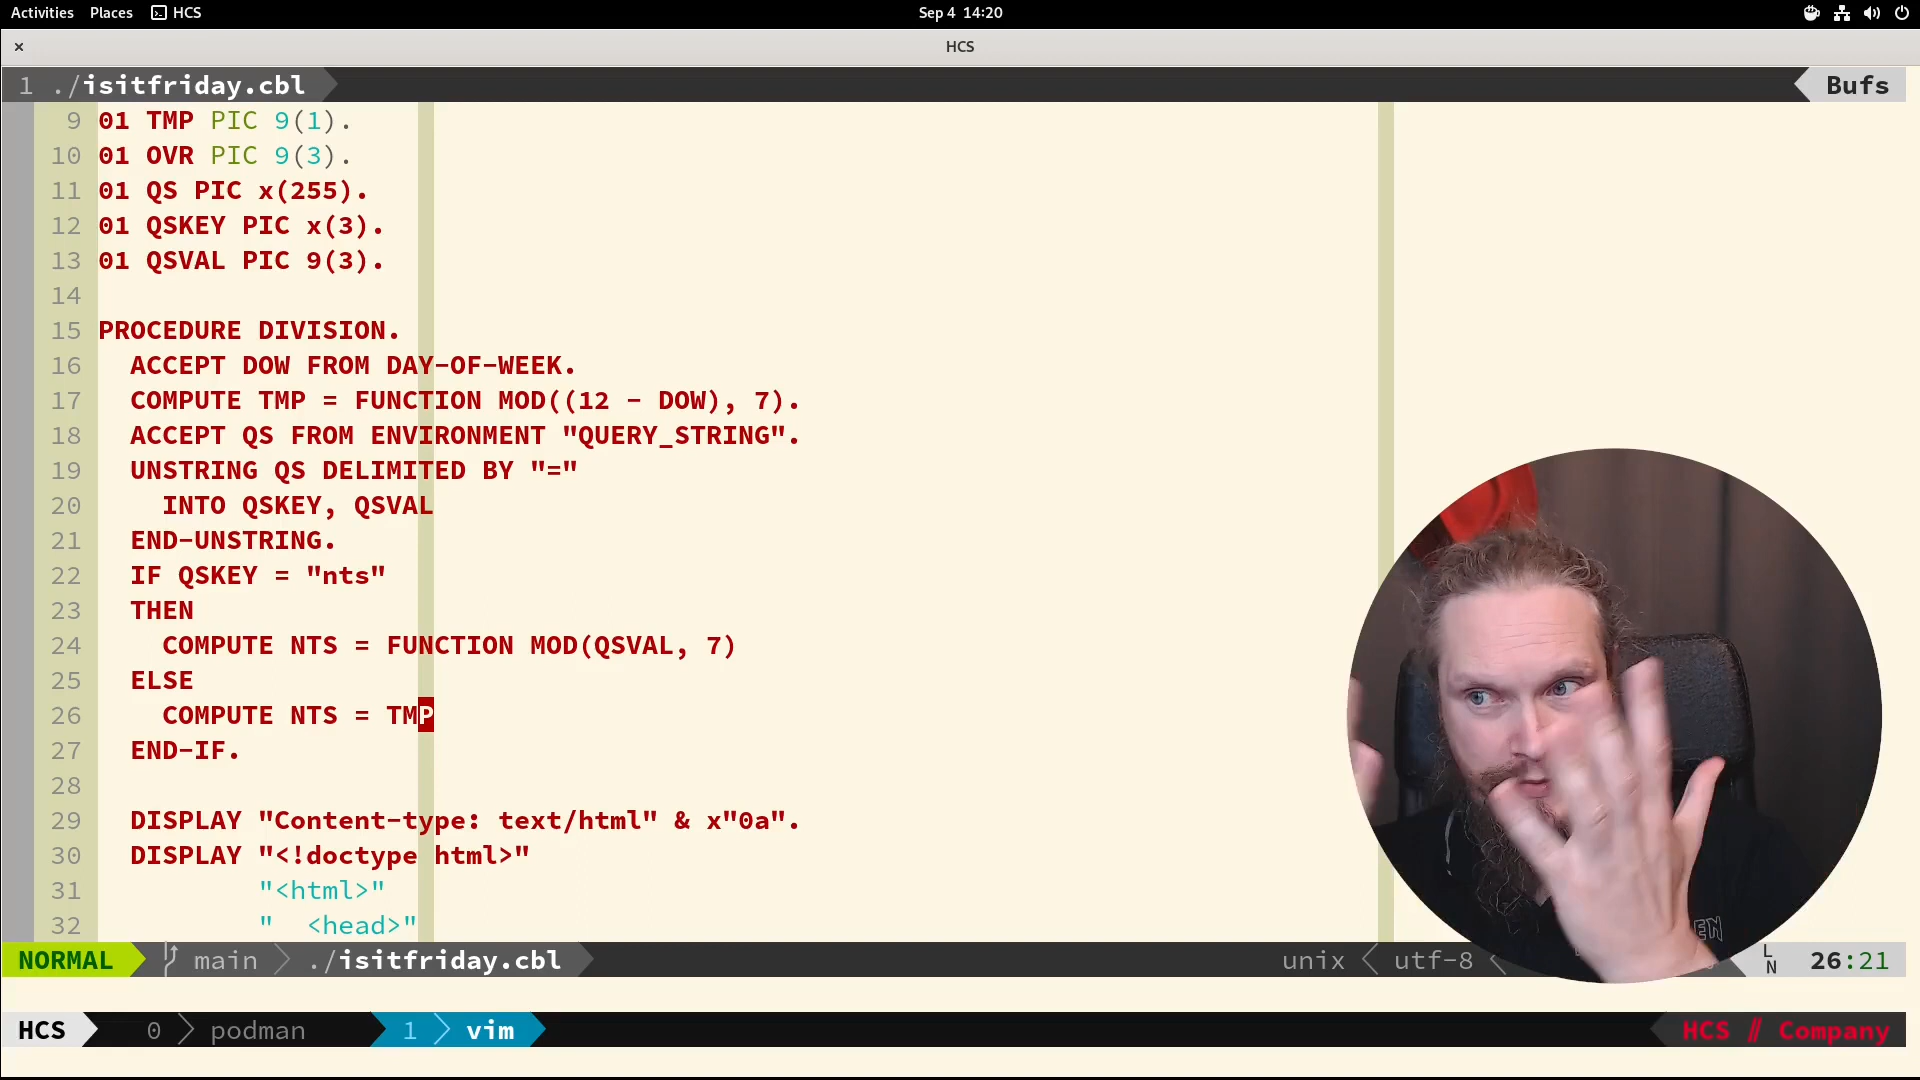 Activities Places HCS Sep 4 14:20
× HCS
1 ./isitfriday.cbl Bufs
9 01 TMP PIC 9(1).
10 01 OVR PIC 9(3).
11 01 QS PIC x(255).
12 01 QSKEY PIC x(3).
13 01 QSVAL PIC 9(3).
14
15 PROCEDURE DIVISION.
16 ACCEPT DOW FROM DAY-OF-WEEK.
17 COMPUTE TMP = FUNCTION MOD((12 - DOW), 7).
18 ACCEPT QS FROM ENVIRONMENT "QUERY_STRING".
19 UNSTRING QS DELIMITED BY "="
20 INTO QSKEY, QSVAL
21 END-UNSTRING.
22 IF QSKEY = "nts"
23 THEN
24 COMPUTE NTS = FUNCTION MOD(QSVAL, 7)
25 ELSE
26 COMPUTE NTS = TMP
27 END-IF.
28
29 DISPLAY "Content-type: text/html" & x"0a".
30 DISPLAY "<!doctype html>"
31 "<html>"
32 "  <head>"
NORMAL main ./isitfriday.cbl unix utf-8 LN 26:21
HCS 0 podman 1 vim HCS // Company